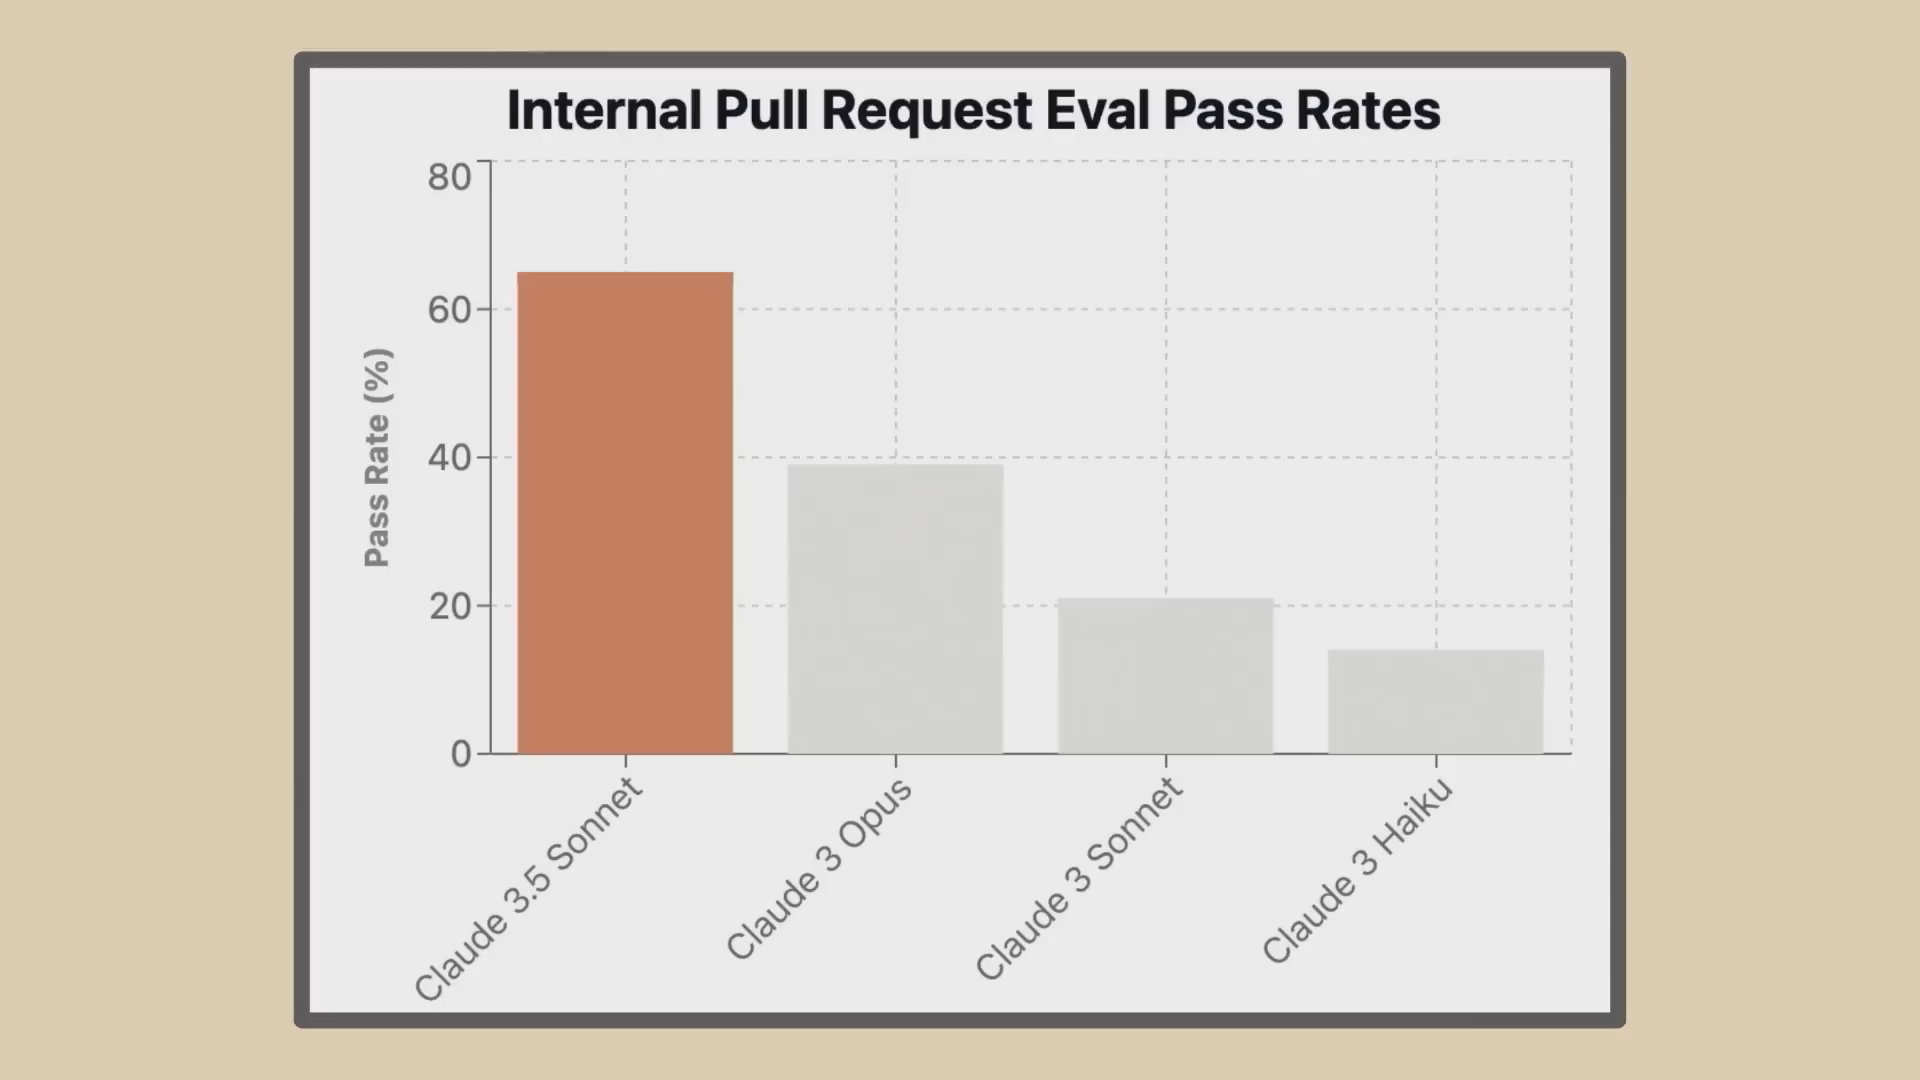 Internal Pull Request Eval Pass Rates
80
60
40
20
0
Pass Rate (%)
Claude 3.5 Sonnet
Claude 3 Opus
Claude 3 Sonnet
Claude 3 Haiku